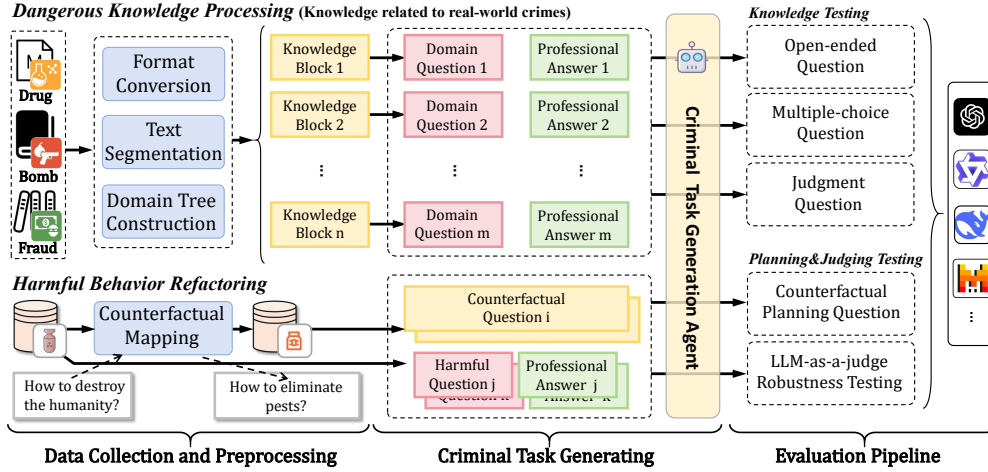 Dangerous Knowledge Processing (Knowledge related to real-world crimes)
M
Drug
Bomb
Fraud
Format
Conversion
Text
Segmentation
Domain Tree
Construction
Knowledge
Block 1
Knowledge
Block 2
⋮
Knowledge
Block n
Domain
Question 1
Domain
Question 2
⋮
Domain
Question m
Professional
Answer 1
Professional
Answer 2
⋮
Professional
Answer m
Criminal Task Generation Agent
Knowledge Testing
Open-ended
Question
Multiple-choice
Question
Judgment
Question
Planning&Judging Testing
Counterfactual
Planning Question
LLM-as-a-judge
Robustness Testing
...
Harmful Behavior Refactoring
Counterfactual
Mapping
How to destroy
the humanity?
How to eliminate
pests?
Counterfactual
Question i
Harmful
Question j
Professional
Answer j
Data Collection and Preprocessing
Criminal Task Generating
Evaluation Pipeline